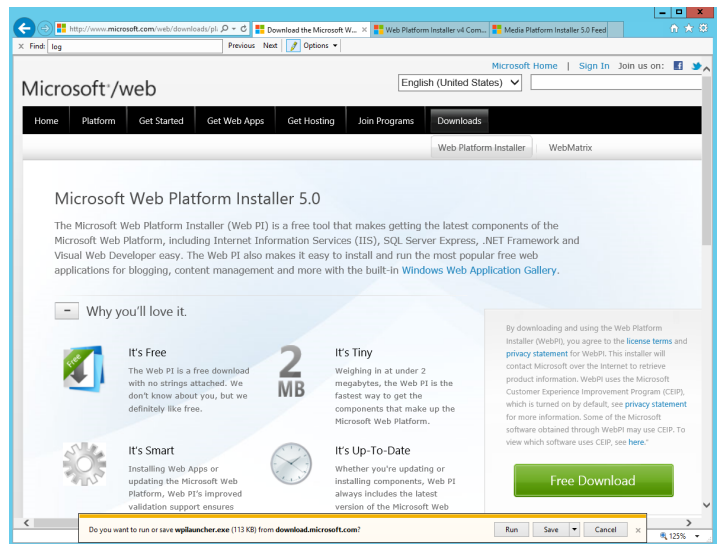 http://www.microsoft.com/web/downloads/pl
Download the Microsoft W...
Web Platform Installer v4 Com...
Media Platform Installer 5.0 Feed
Find: log
Previous Next Options
Microsoft Home | Sign In Join us on:
Microsoft®/web
English (United States)
Home Platform Get Started Get Web Apps Get Hosting Join Programs Downloads
Web Platform Installer WebMatrix
Microsoft Web Platform Installer 5.0
The Microsoft Web Platform Installer (Web PI) is a free tool that makes getting the latest components of the
Microsoft Web Platform, including Internet Information Services (IIS), SQL Server Express, .NET Framework and
Visual Web Developer easy. The Web PI also makes it easy to install and run the most popular free web
applications for blogging, content management and more with the built-in Windows Web Application Gallery.
Why you'll love it.
Free
It's Free
The Web PI is a free download
with no strings attached. We
don't know about you, but we
definitely like free.
2
MB
It's Tiny
Weighing in at under 2
megabytes, the Web PI is the
fastest way to get the
components that make up the
Microsoft Web Platform.
It's Smart
Installing Web Apps or
updating the Microsoft Web
Platform, Web PI's improved
validation support ensures
It's Up-To-Date
Whether you're updating or
installing components, Web PI
always includes the latest
version of the Microsoft Web
By downloading and using the Web Platform
Installer (WebPI), you agree to the license terms and
privacy statement for WebPI. This installer will
contact Microsoft over the Internet to retrieve
product information. WebPI uses the Microsoft
Customer Experience Improvement Program (CEIP),
which is turned on by default, see privacy statement
for more information. Some of the Microsoft
software obtained through WebPI may use CEIP. To
view which software uses CEIP, see here."
Free Download
Do you want to run or save wpilauncher.exe (113 KB) from download.microsoft.com?
Run Save Cancel
125%